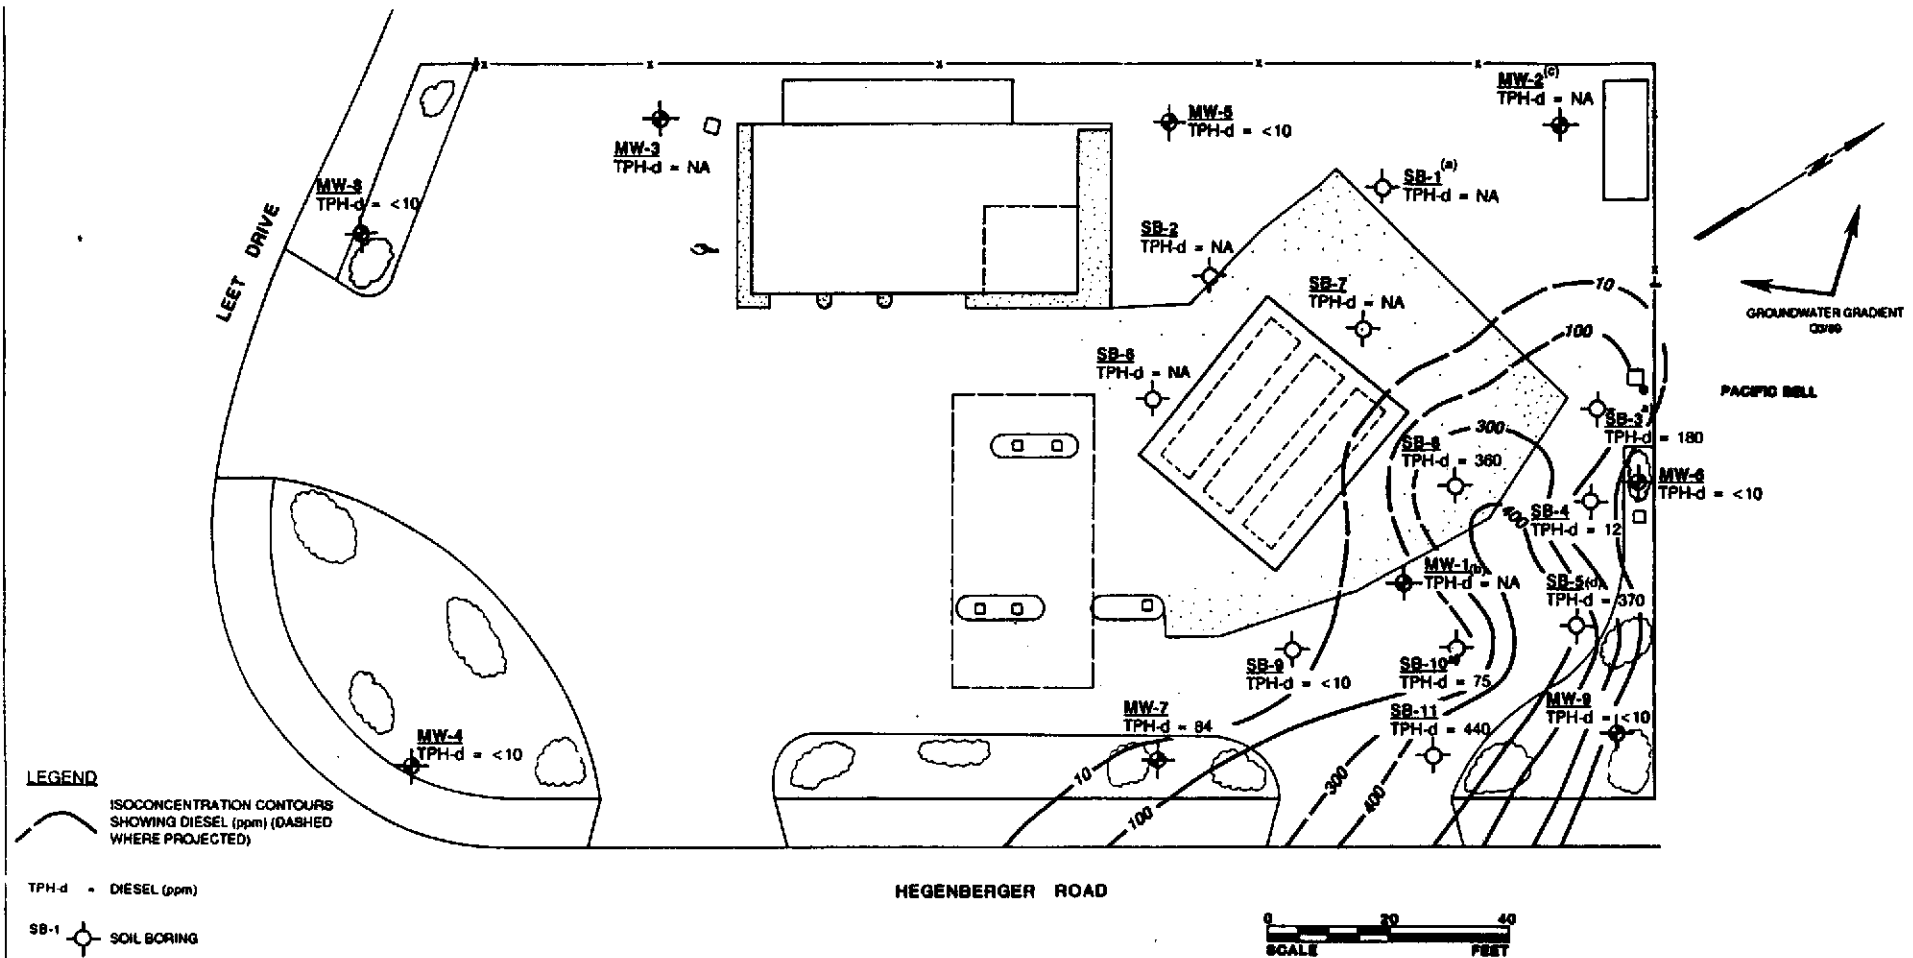 MW-2(c)
TPH-d = NA
MW-5
TPH-d = <10
MW-3
TPH-d = NA
MW-8
TPH-d = <10
LEET DRIVE
SB-1(a)
TPH-d = NA
SB-2
TPH-d = NA
SB-7
TPH-d = NA
10
100
GROUNDWATER GRADIENT
Q3/89
PACIFIC BELL
SB-6
TPH-d = NA
300
SB-3
TPH-d = 180
SB-8
TPH-d = 360
MW-6
TPH-d = <10
400
SB-4
TPH-d = 12
MW-1(b)
TPH-d = NA
SB-5(d)
TPH-d = 370
SB-9
TPH-d = <10
SB-10
TPH-d = 75
MW-7
TPH-d = 84
SB-11
TPH-d = 440
MW-9
TPH-d = <10
MW-4
TPH-d = <10
10
100
300
400
LEGEND
ISOCONCENTRATION CONTOURS
SHOWING DIESEL (ppm) (DASHED
WHERE PROJECTED)
TPH-d = DIESEL (ppm)
SB-1 SOIL BORING
HEGENBERGER ROAD
0 20 40
SCALE FEET